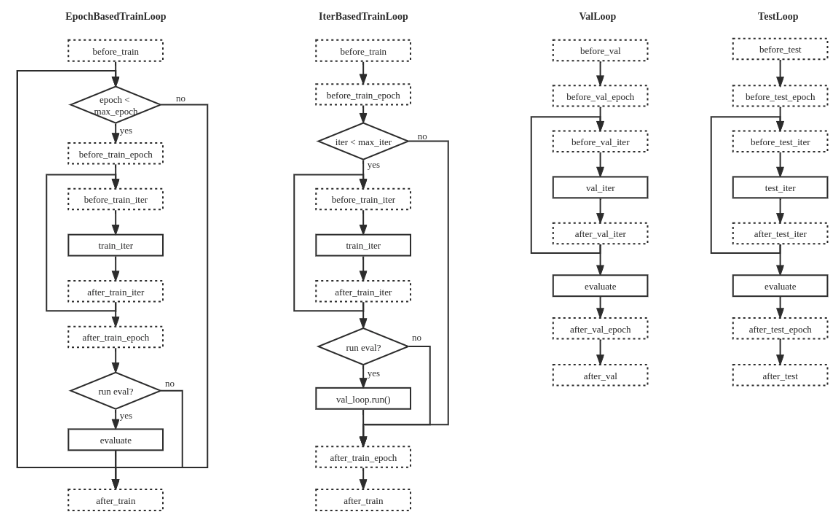 EpochBasedTrainLoop
before_train
epoch <
max_epoch
no
yes
before_train_epoch
before_train_iter
train_iter
after_train_iter
after_train_epoch
run eval?
no
yes
evaluate
after_train
IterBasedTrainLoop
before_train
before_train_epoch
iter < max_iter
no
yes
before_train_iter
train_iter
after_train_iter
run eval?
no
yes
val_loop.run()
after_train_epoch
after_train
ValLoop
before_val
before_val_epoch
before_val_iter
val_iter
after_val_iter
evaluate
after_val_epoch
after_val
TestLoop
before_test
before_test_epoch
before_test_iter
test_iter
after_test_iter
evaluate
after_test_epoch
after_test